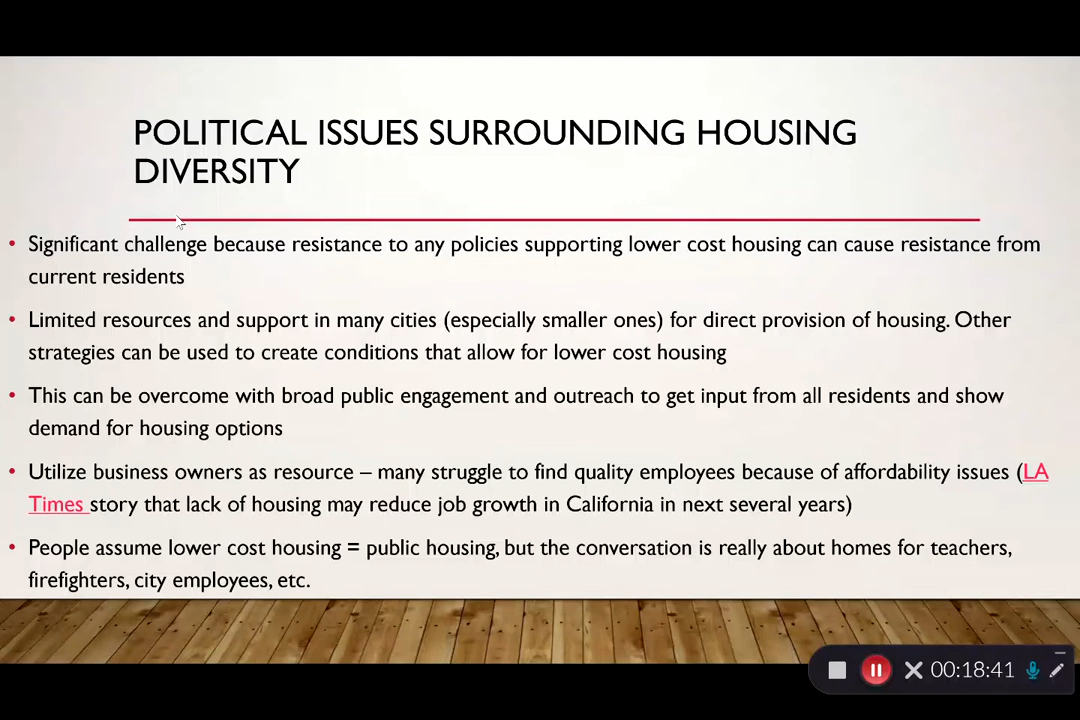 POLITICAL ISSUES SURROUNDING HOUSING
DIVERSITY
• Significant challenge because resistance to any policies supporting lower cost housing can cause resistance from
current residents
• Limited resources and support in many cities (especially smaller ones) for direct provision of housing. Other
strategies can be used to create conditions that allow for lower cost housing
• This can be overcome with broad public engagement and outreach to get input from all residents and show
demand for housing options
• Utilize business owners as resource – many struggle to find quality employees because of affordability issues (LA
Times story that lack of housing may reduce job growth in California in next several years)
• People assume lower cost housing = public housing, but the conversation is really about homes for teachers,
firefighters, city employees, etc.
00:18:41